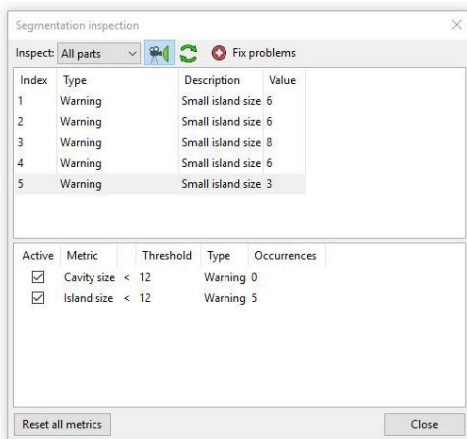 Segmentation inspection
Inspect: All parts Fix problems
Index Type Description Value
1 Warning Small island size 6
2 Warning Small island size 6
3 Warning Small island size 8
4 Warning Small island size 6
5 Warning Small island size 3
Active Metric Threshold Type Occurrences
Cavity size < 12 Warning 0
Island size < 12 Warning 5
Reset all metrics Close